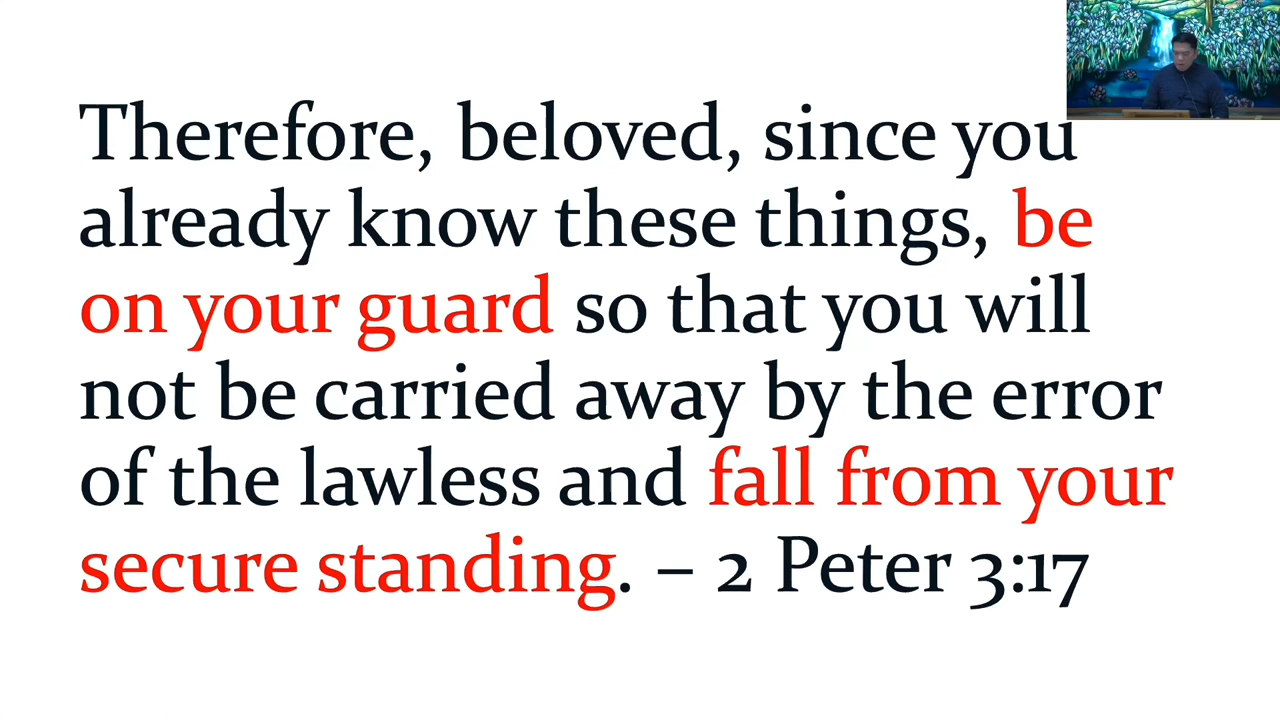 Therefore, beloved, since you
already know these things, be
on your guard so that you will
not be carried away by the error
of the lawless and fall from your
secure standing. – 2 Peter 3:17